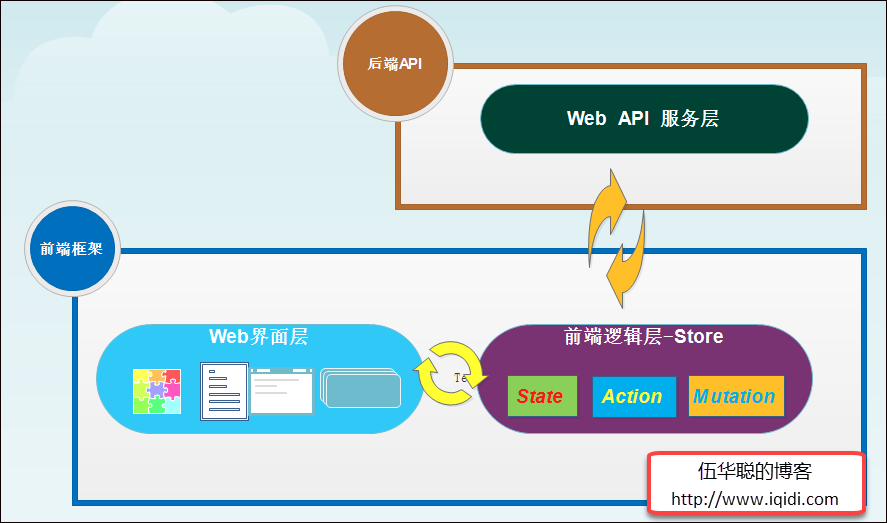 后端API
Web API 服务层
前端框架
Web界面层
前端逻辑层-Store
Te
State
Action
Mutation
伍华聪的博客
http://www.iqidi.com